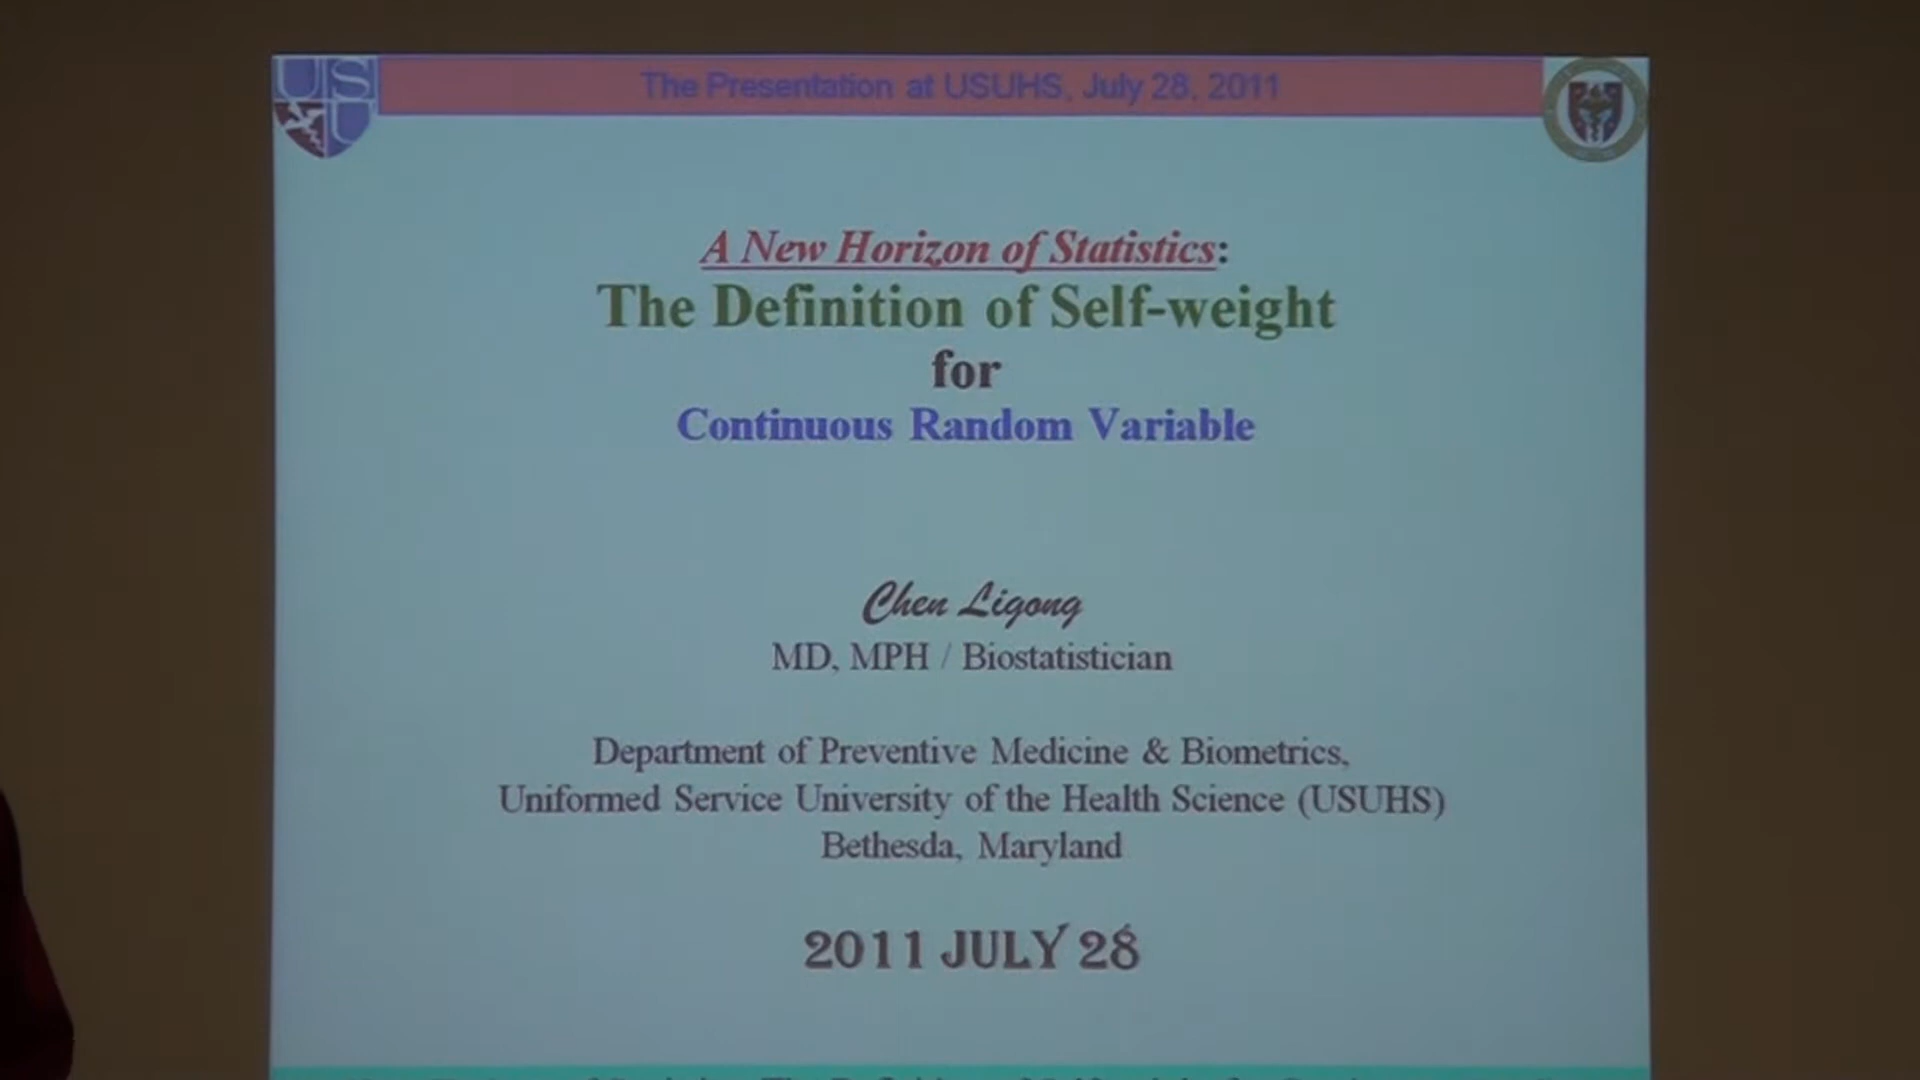 The Presentation at USUHS, July 28, 2011
USU
A New Horizon of Statistics:
The Definition of Self-weight
for
Continuous Random Variable
Chen Ligong
MD, MPH / Biostatistician
Department of Preventive Medicine & Biometrics,
Uniformed Service University of the Health Science (USUHS)
Bethesda, Maryland
2011 JULY 28